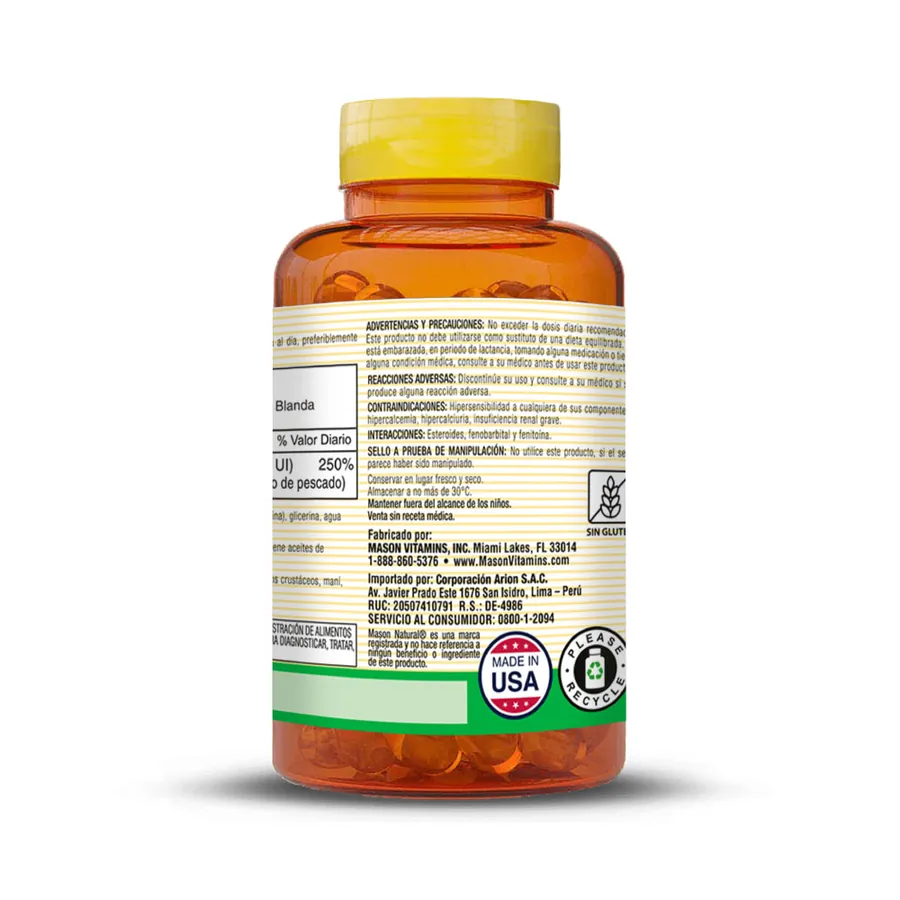 al día, preferiblemente
Blanda
% Valor Diario
UI) 250%
o de pescado)
glicerina, agua
aceites de
crustáceos, maní,
DE ALIMENTOS
DIAGNOSTICAR, TRATAR,
ADVERTENCIAS Y PRECAUCIONES: No exceder la dosis diaria
Este producto no debe utilizarse como sustituto de una dieta equilibrada.
está embarazada, en periodo de lactancia, tomando alguna medicación o
alguna condición médica, consulte a su médico antes de usar este
REACCIONES ADVERSAS: Discontinúe su uso y consulte a su médico si
produce alguna reacción adversa.
CONTRAINDICACIONES: Hipersensibilidad a cualquiera de sus
hipercalcemia, hipercalciuria, insuficiencia renal grave.
INTERACCIONES: Esteroides, fenobarbital y fenitoína.
SELLO A PRUEBA DE MANIPULACIÓN: No utilice este producto, si el
parece haber sido manipulado.
Conservar en lugar fresco y seco.
Almacenar a no más de 30°C.
Mantener fuera del alcance de los niños.
Venta sin receta médica.
SIN
Fabricado por:
MASON VITAMINS, INC. Miami Lakes, FL 33014
1-888-860-5376 • www.MasonVitamins.com
Importado por: Corporación Arion S.A.C.
Av. Javier Prado Este 1676 San Isidro, Lima – Perú
RUC: 20507410791 R.S.: DE-4986
SERVICIO AL CONSUMIDOR: 0800-1-2094
Mason Natural® es una marca
registrada y no hace referencia a
ningún beneficio o ingrediente
de este producto.
MADE IN
USA
PLEASE
RECYCLE